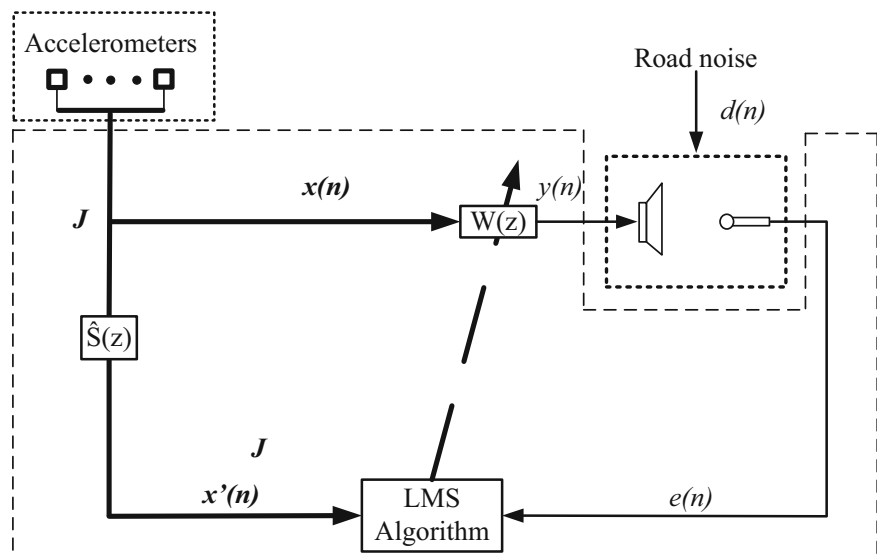 Accelerometers
Road noise
d(n)
x(n)
y(n)
J
W(z)
Ŝ(z)
J
x’(n)
LMS
Algorithm
e(n)